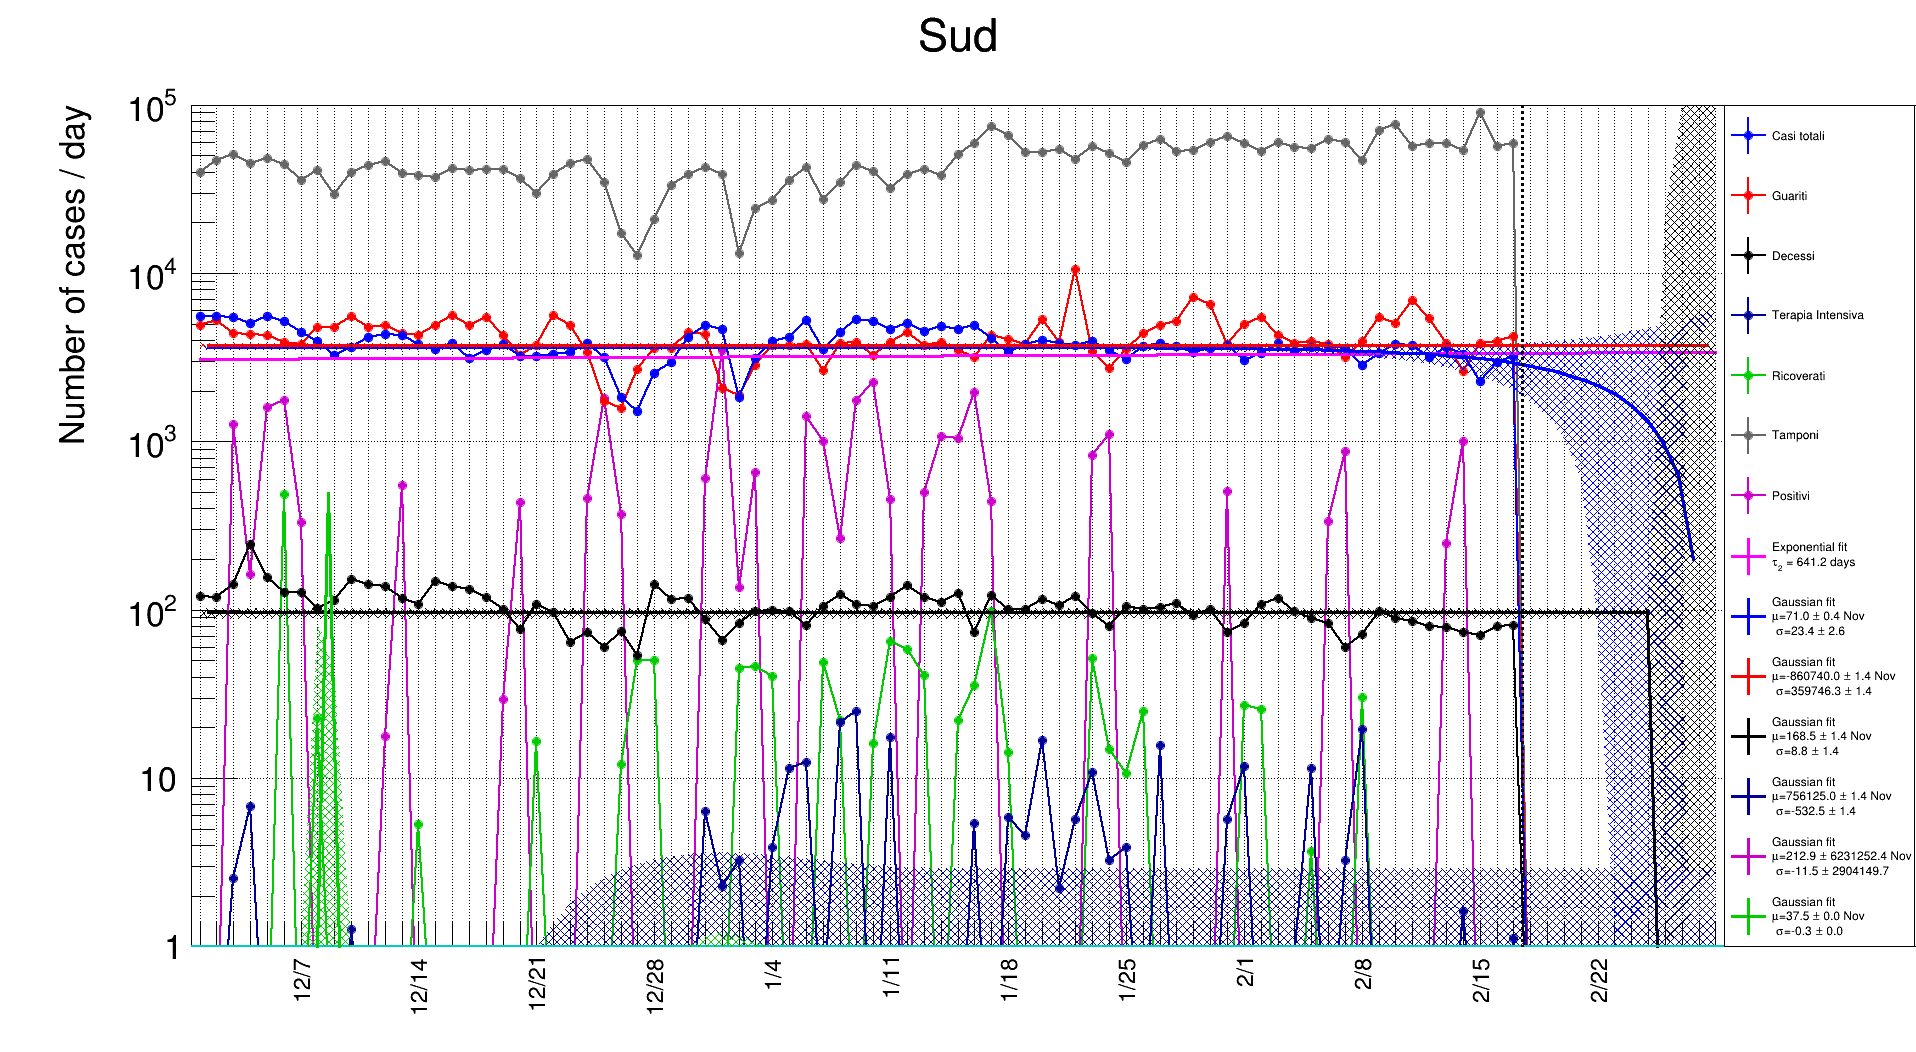 Sud
Number of cases / day
10^5
10^4
10^3
10^2
10
1
12/7
12/14
12/21
12/28
1/4
1/11
1/18
1/25
2/1
2/8
2/15
2/22
Casi totali
Guariti
Decessi
Terapia Intensiva
Ricoverati
Tamponi
Positivi
Exponential fit
τ₂ = 641.2 days
Gaussian fit
μ=71.0 ± 0.4 Nov
σ=23.4 ± 2.6
Gaussian fit
μ=-860740.0 ± 1.4 Nov
σ=359746.3 ± 1.4
Gaussian fit
μ=168.5 ± 1.4 Nov
σ=8.8 ± 1.4
Gaussian fit
μ=756125.0 ± 1.4 Nov
σ=-532.5 ± 1.4
Gaussian fit
μ=212.9 ± 6231252.4 Nov
σ=-11.5 ± 2904149.7
Gaussian fit
μ=37.5 ± 0.0 Nov
σ=-0.3 ± 0.0